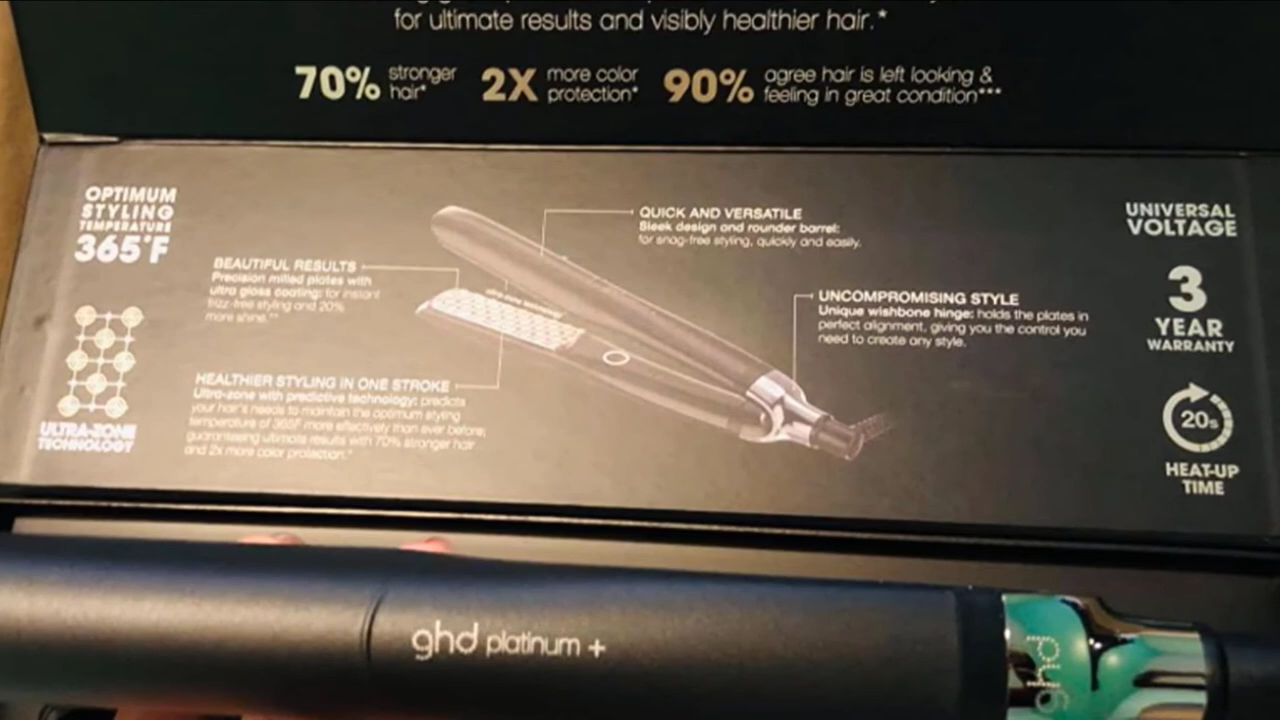 for ultimate results and visibly healthier hair.*
70% stronger hair*
2X more color protection*
90% agree hair is left looking & feeling in great condition***
OPTIMUM
STYLING
TEMPERATURE
365°F
ULTRA-ZONE
TECHNOLOGY
BEAUTIFUL RESULTS
Precision milled plates with
ultra gloss coating: for instant
frizz-free styling and 20%
more shine.**
HEALTHIER STYLING IN ONE STROKE
Ultra-zone with predictive technology: predicts
your hair's needs to maintain the optimum styling
temperature of 365F more effectively than ever before;
guaranteeing ultimate results with 70% stronger hair
and 2x more color protection.*
ultra-zone technology
QUICK AND VERSATILE
Sleek design and rounder barrel:
for snag-free styling, quickly and easily.
UNCOMPROMISING STYLE
Unique wishbone hinge: holds the plates in
perfect alignment, giving you the control you
need to create any style.
UNIVERSAL
VOLTAGE
3
YEAR
WARRANTY
20s
HEAT-UP
TIME
ghd platinum +
ghd